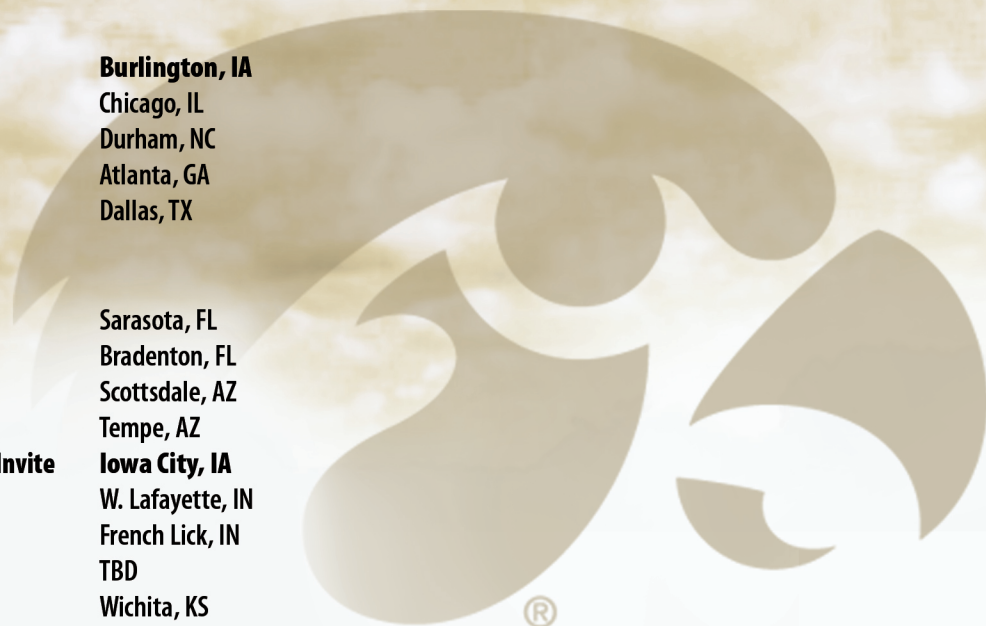 Burlington, IA
Chicago, IL
Durham, NC
Atlanta, GA
Dallas, TX
Sarasota, FL
Bradenton, FL
Scottsdale, AZ
Tempe, AZ
Invite Iowa City, IA
W. Lafayette, IN
French Lick, IN
TBD
Wichita, KS
®